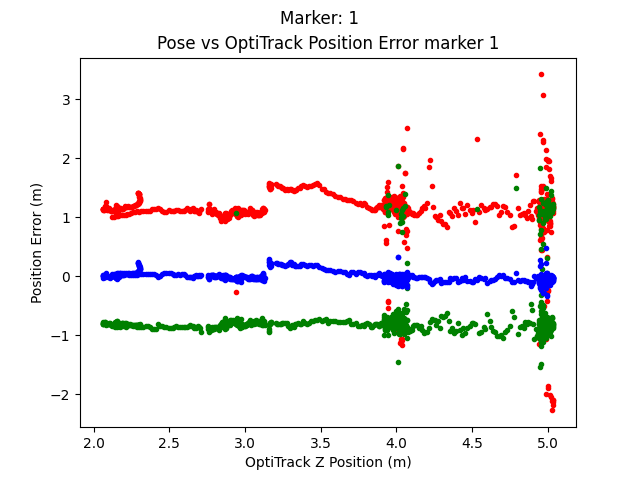 Marker: 1
Pose vs OptiTrack Position Error marker 1
3
2
1
0
−1
−2
Position Error (m)
2.0 2.5 3.0 3.5 4.0 4.5 5.0
OptiTrack Z Position (m)